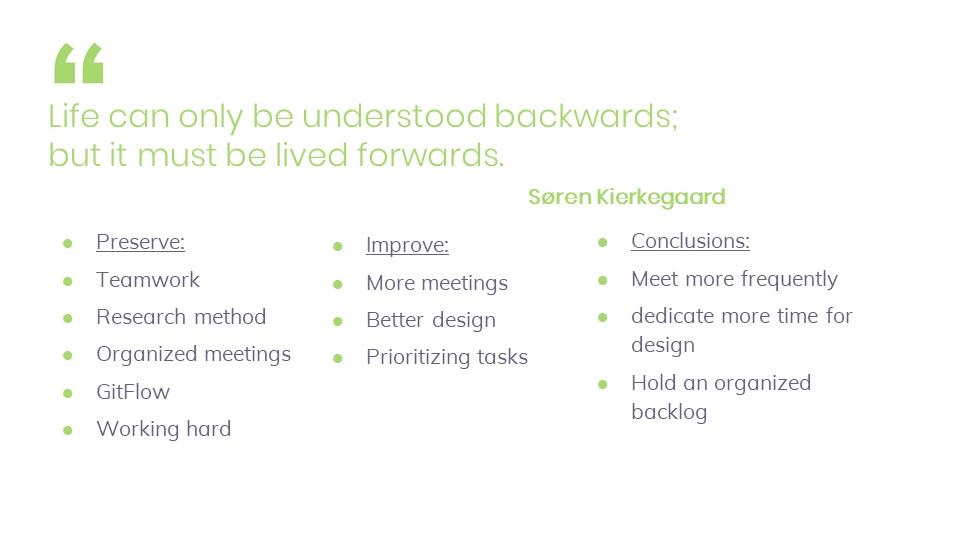 “
Life can only be understood backwards;
but it must be lived forwards.
Søren Kierkegaard
• Preserve:
• Teamwork
• Research method
• Organized meetings
• GitFlow
• Working hard
• Improve:
• More meetings
• Better design
• Prioritizing tasks
• Conclusions:
• Meet more frequently
• dedicate more time for
design
• Hold an organized
backlog